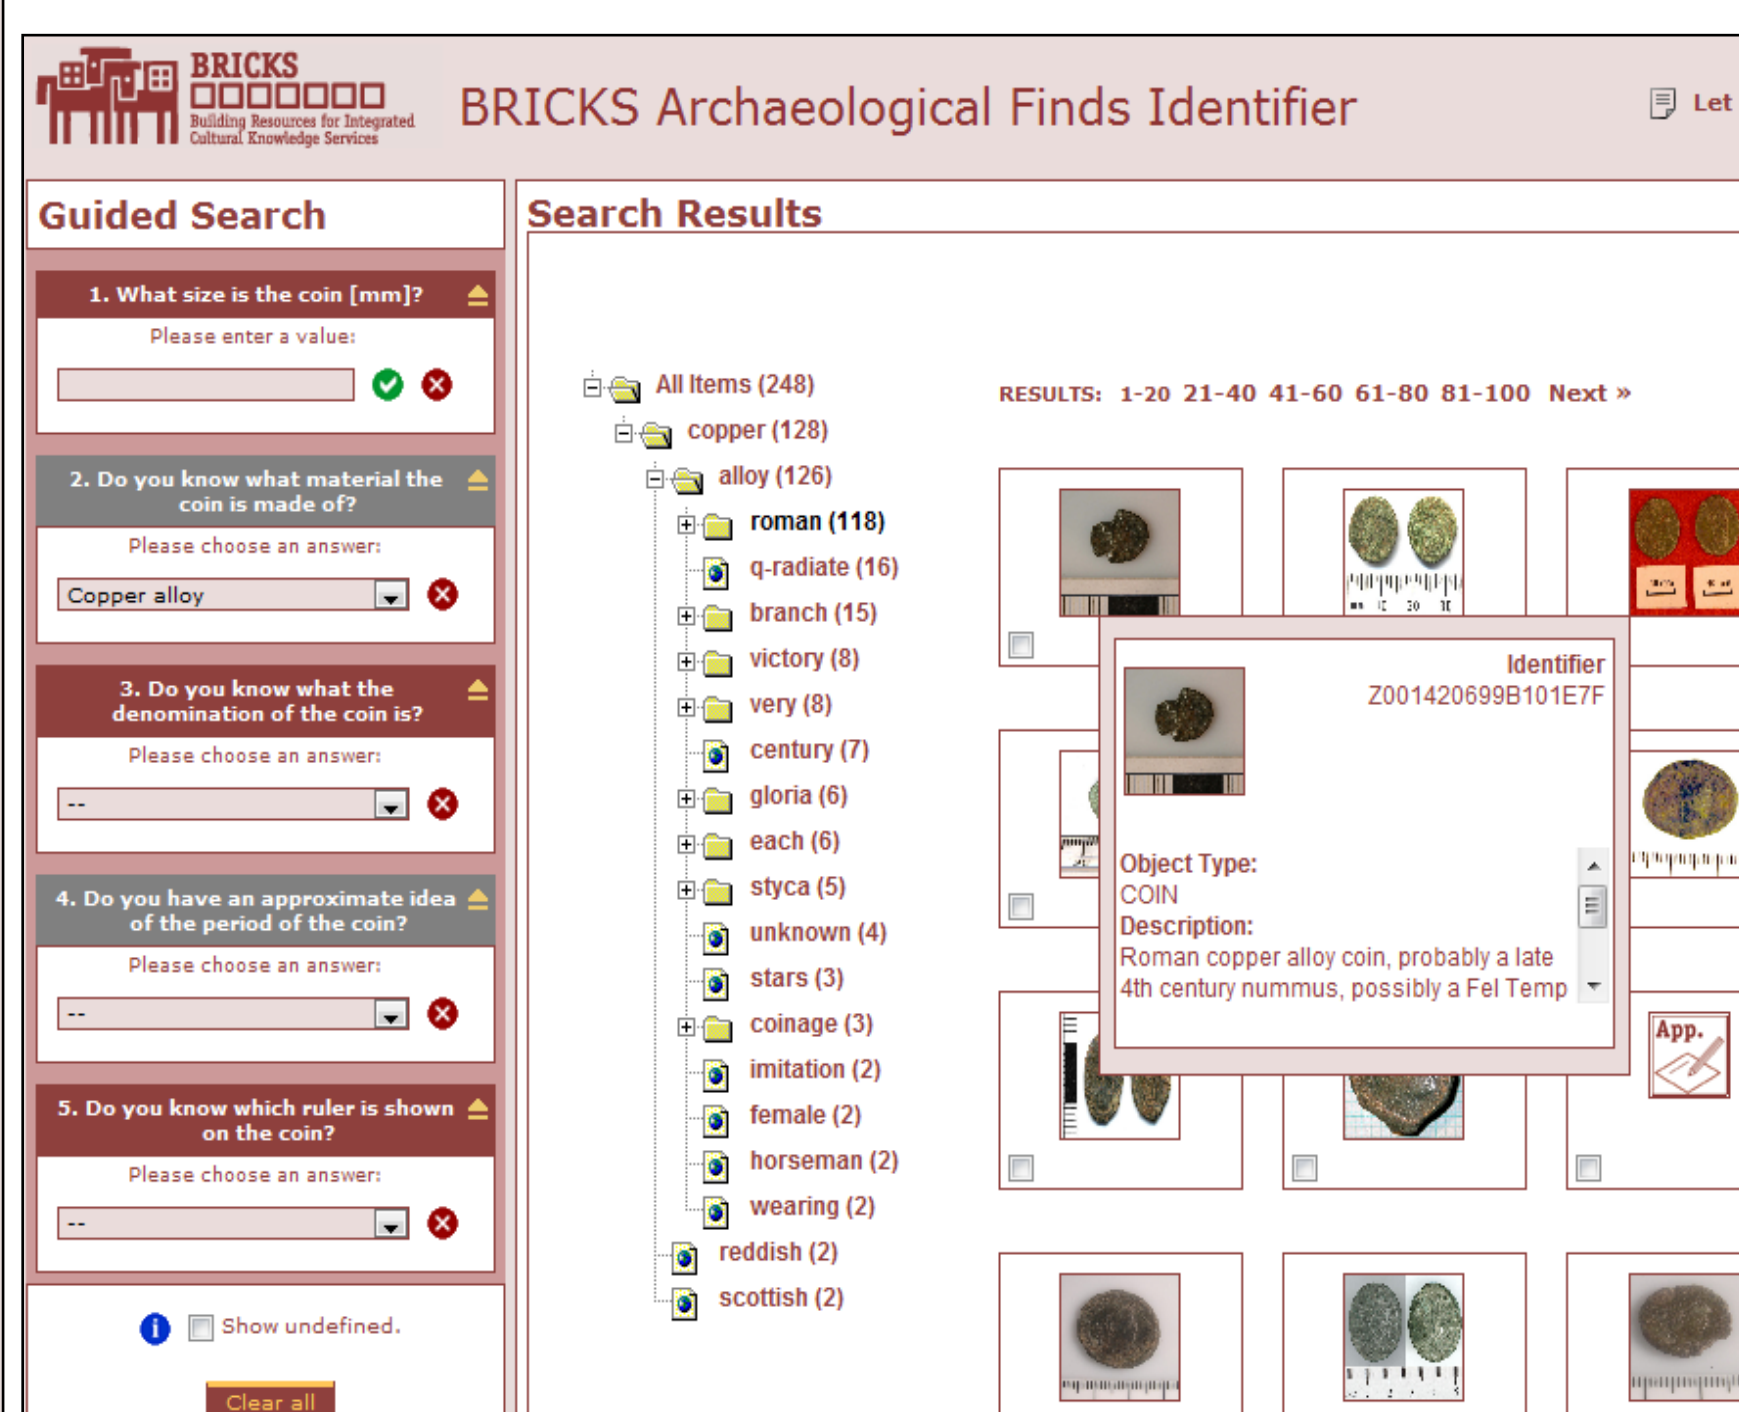 BRICKS
Building Resources for Integrated
Cultural Knowledge Services
BRICKS Archaeological Finds Identifier
Let
Guided Search
1. What size is the coin [mm]?
Please enter a value:
2. Do you know what material the
coin is made of?
Please choose an answer:
Copper alloy
3. Do you know what the
denomination of the coin is?
Please choose an answer:
--
4. Do you have an approximate idea
of the period of the coin?
Please choose an answer:
--
5. Do you know which ruler is shown
on the coin?
Please choose an answer:
--
Show undefined.
Clear all
Search Results
All Items (248)
copper (128)
alloy (126)
roman (118)
q-radiate (16)
branch (15)
victory (8)
very (8)
century (7)
gloria (6)
each (6)
styca (5)
unknown (4)
stars (3)
coinage (3)
imitation (2)
female (2)
horseman (2)
wearing (2)
reddish (2)
scottish (2)
RESULTS: 1-20 21-40 41-60 61-80 81-100 Next »
Identifier
Z001420699B101E7F
Object Type:
COIN
Description:
Roman copper alloy coin, probably a late
4th century nummus, possibly a Fel Temp
App.